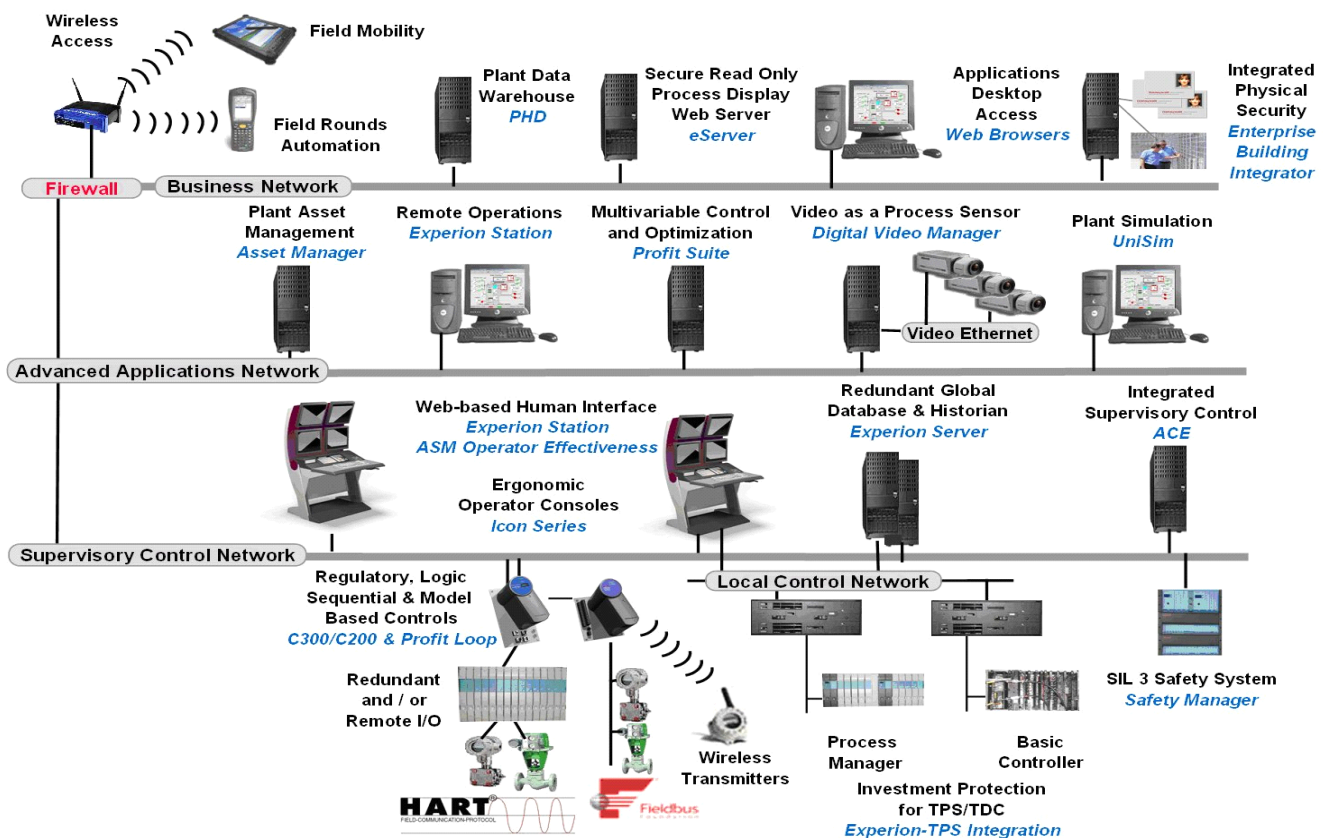 Wireless
Access
Field Mobility
Field Rounds
Automation
Plant Data
Warehouse
PHD
Secure Read Only
Process Display
Web Server
eServer
Applications
Desktop
Access
Web Browsers
Integrated
Physical
Security
Enterprise
Building
Integrator
Firewall
Business Network
Plant Asset
Management
Asset Manager
Remote Operations
Experion Station
Multivariable Control
and Optimization
Profit Suite
Video as a Process Sensor
Digital Video Manager
Plant Simulation
UniSim
Video Ethernet
Advanced Applications Network
Web-based Human Interface
Experion Station
ASM Operator Effectiveness
Ergonomic
Operator Consoles
Icon Series
Redundant Global
Database & Historian
Experion Server
Integrated
Supervisory Control
ACE
Supervisory Control Network
Regulatory, Logic
Sequential & Model
Based Controls
C300/C200 & Profit Loop
Local Control Network
Redundant
and / or
Remote I/O
SIL 3 Safety System
Safety Manager
Wireless
Transmitters
Process
Manager
Basic
Controller
HART®
FIELD-COMMUNICATION-PROTOCOL
Fieldbus
Foundation
Investment Protection
for TPS/TDC
Experion-TPS Integration